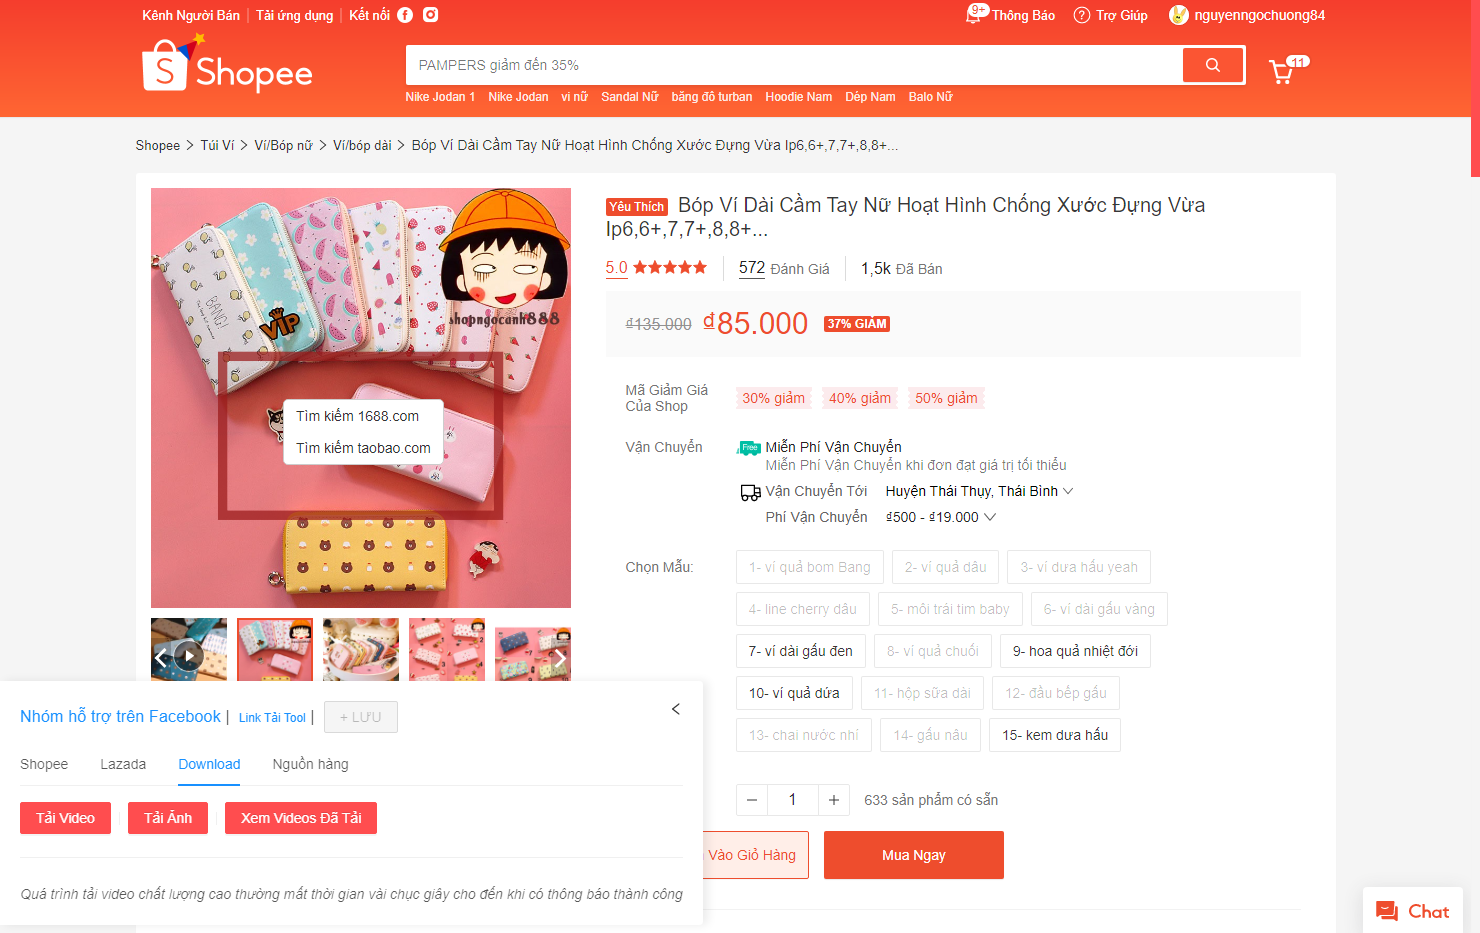 Kênh Người Bán | Tải ứng dụng | Kết nối
9+ Thông Báo Trợ Giúp nguyenngochuong84
Shopee
PAMPERS giảm đến 35%
11
Nike Jodan 1 Nike Jodan vi nữ Sandal Nữ băng đô turban Hoodie Nam Dép Nam Balo Nữ
Shopee > Túi Ví > Ví/Bóp nữ > Ví/bóp dài > Bóp Ví Dài Cầm Tay Nữ Hoạt Hình Chống Xước Đựng Vừa Ip6,6+,7,7+,8,8+...
BANG!
VIP
shopngocanh888
Tìm kiếm 1688.com
Tìm kiếm taobao.com
Yêu Thích Bóp Ví Dài Cầm Tay Nữ Hoạt Hình Chống Xước Đựng Vừa
Ip6,6+,7,7+,8,8+...
5.0 572 Đánh Giá 1,5k Đã Bán
₫135.000 ₫85.000 37% GIẢM
Mã Giảm Giá
Của Shop
30% giảm 40% giảm 50% giảm
Vận Chuyển Free Miễn Phí Vận Chuyển
Miễn Phí Vận Chuyển khi đơn đạt giá trị tối thiểu
Vận Chuyển Tới Huyện Thái Thụy, Thái Bình
Phí Vận Chuyển ₫500 - ₫19.000
Chọn Mẫu: 1- ví quả bom Bang 2- ví quả dâu 3- ví dưa hấu yeah
4- line cherry dâu 5- môi trái tim baby 6- ví dài gấu vàng
7- ví dài gấu đen 8- ví quả chuối 9- hoa quả nhiệt đới
10- ví quả dứa 11- hộp sữa dài 12- đầu bếp gấu
13- chai nước nhí 14- gấu nâu 15- kem dưa hấu
1 633 sản phẩm có sẵn
Vào Giỏ Hàng Mua Ngay
Nhóm hỗ trợ trên Facebook | Link Tải Tool | + LƯU
Shopee Lazada Download Nguồn hàng
Tải Video Tải Ảnh Xem Videos Đã Tải
Quá trình tải video chất lượng cao thường mất thời gian vài chục giây cho đến khi có thông báo thành công
Chat